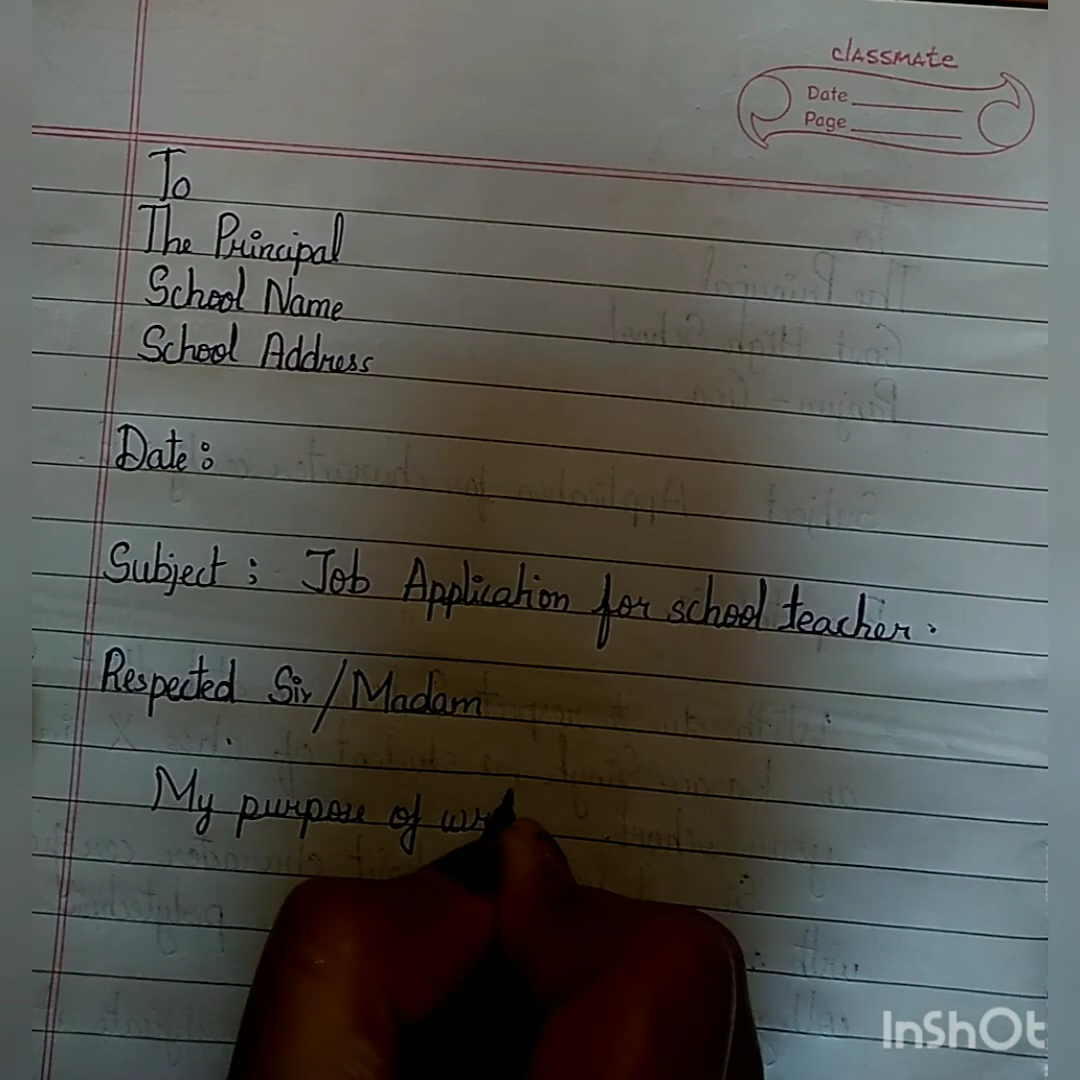 classmate
Date
Page
To
The Principal
School Name
School Address
Date :
Subject : Job Application for school teacher.
Respected Sir/Madam
My purpose of wr
InShOt